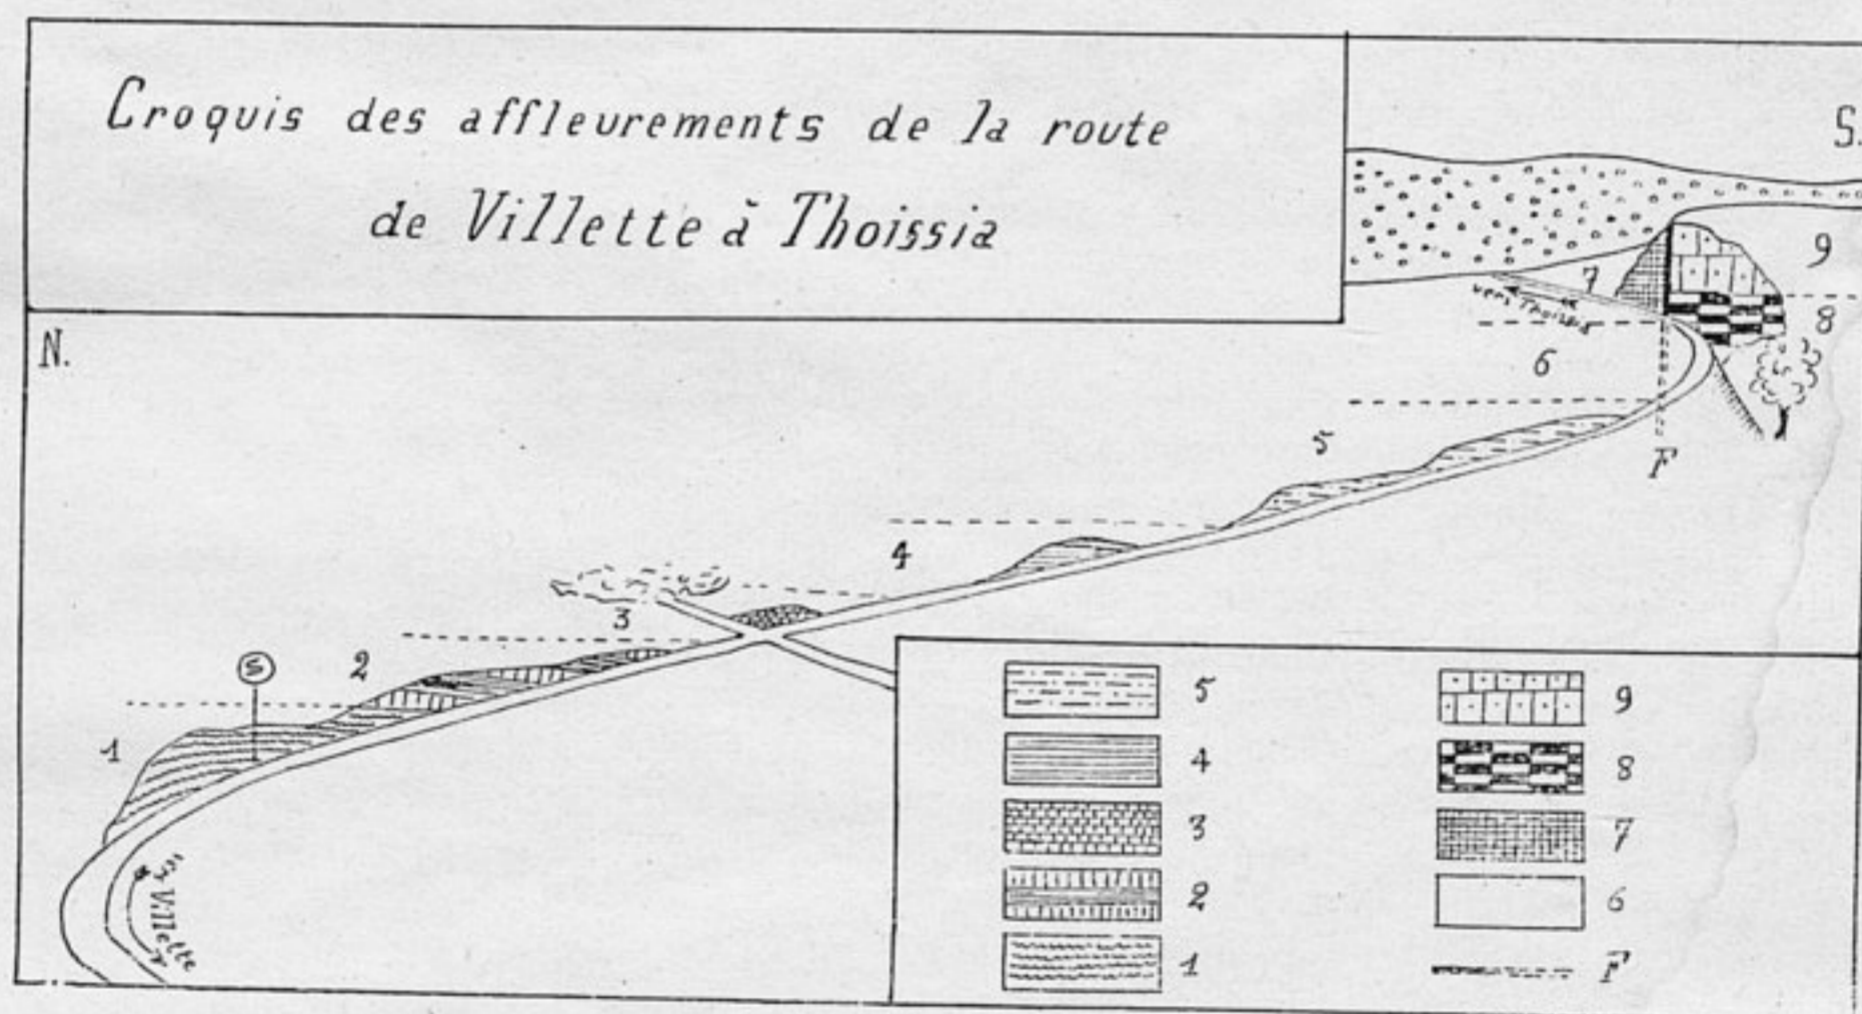 Croquis des affleurements de la route
de Villette à Thoissia
S.
N.
9
7
vers Thoissia
8
6
5
F
4
3
2
S
1
vers Villette
5
9
4
8
3
7
2
6
1
F